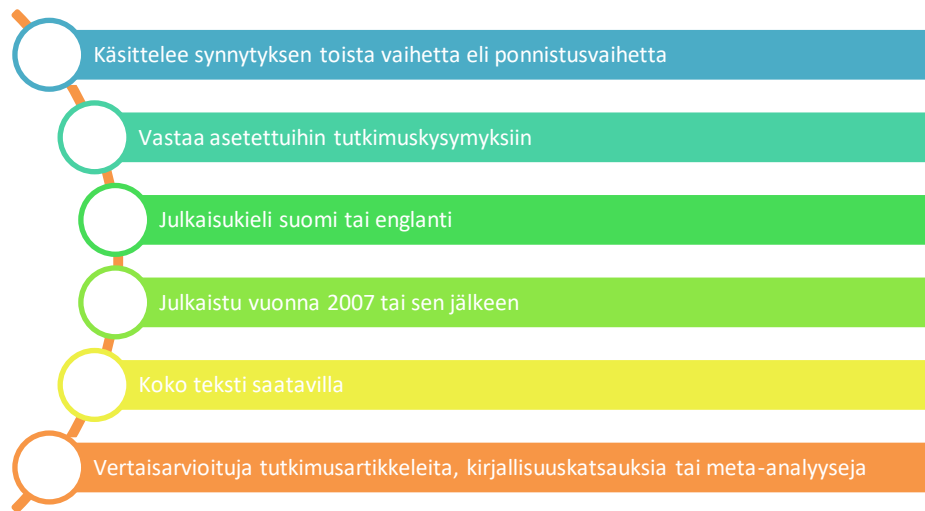 Käsittelee synnytyksen toista vaihetta eli ponnistusvaihetta
Vastaa asetettuihin tutkimuskysymyksiin
Julkaisukieli suomi tai englanti
Julkaistu vuonna 2007 tai sen jälkeen
Koko teksti saatavilla
Vertaisarvioituja tutkimusartikkeleita, kirjallisuuskatsauksia tai meta-analyyseja